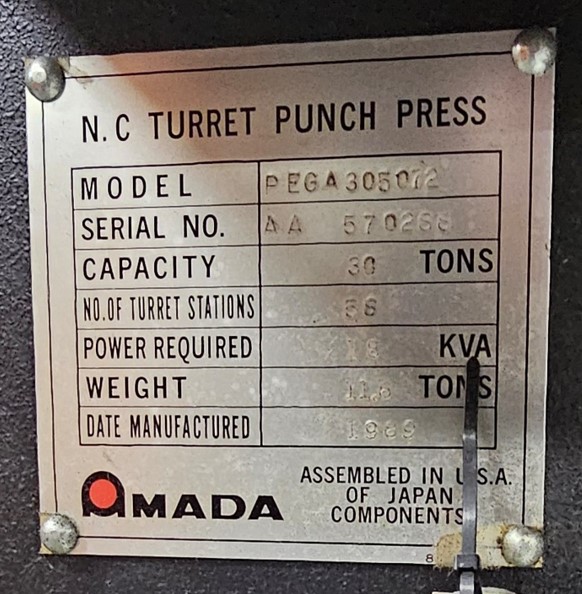 N.C TURRET PUNCH PRESS
MODEL PEGA305072
SERIAL NO. AA
CAPACITY 30 TONS
NO.OF TURRET STATIONS 58
POWER REQUIRED KVA
WEIGHT TONS
DATE MANUFACTURED 1989
AMADA
ASSEMBLED IN U.S.A.
OF JAPAN
COMPONENTS